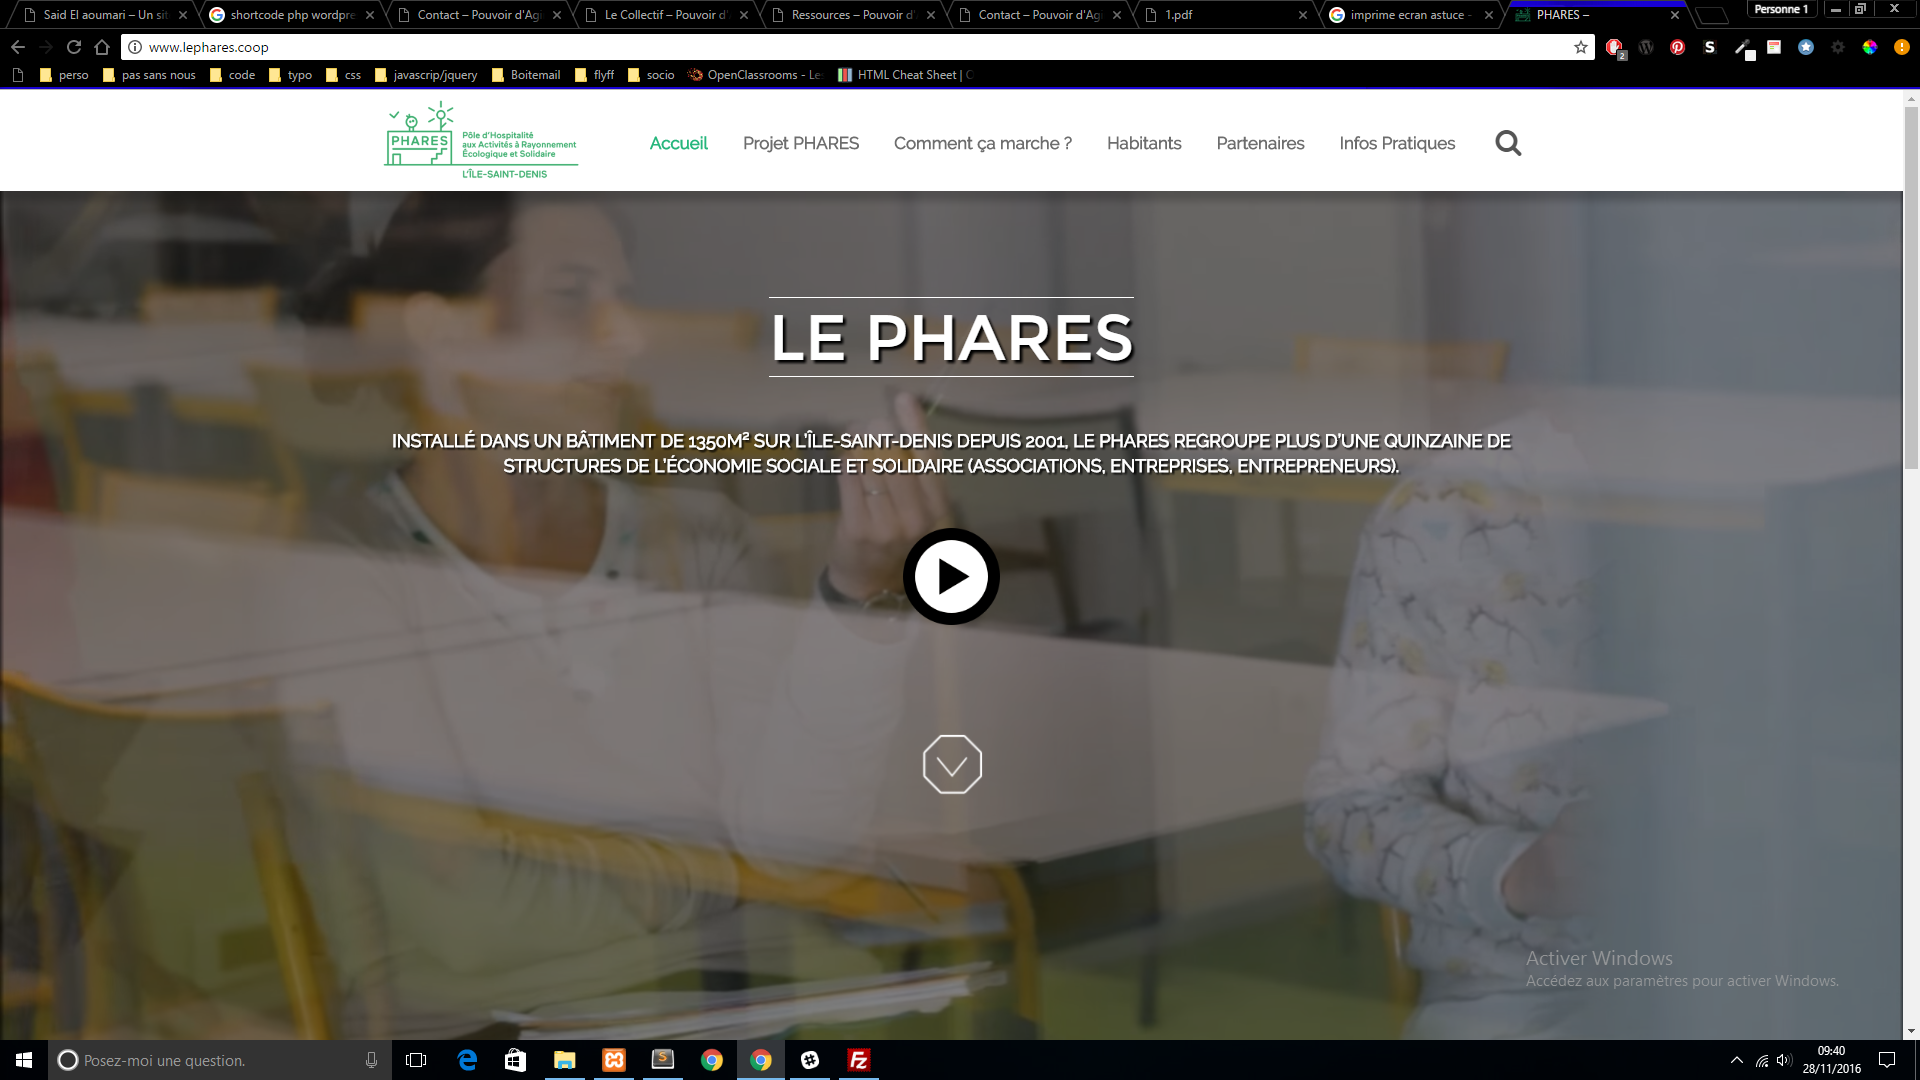 Said El aoumari – Un sit
shortcode php wordpre
Contact – Pouvoir d'Agi
Le Collectif – Pouvoir d'
Ressources – Pouvoir d'
Contact – Pouvoir d'Agi
1.pdf
imprime ecran astuce -
PHARES –
Personne 1
www.lephares.coop
2
perso
pas sans nous
code
typo
css
javascrip/jquery
Boitemail
flyff
socio
OpenClassrooms - Le
HTML Cheat Sheet |
PHARES
Pôle d'Hospitalité
aux Activités à Rayonnement
Écologique et Solidaire
L'ÎLE-SAINT-DENIS
Accueil
Projet PHARES
Comment ça marche ?
Habitants
Partenaires
Infos Pratiques
LE PHARES
INSTALLÉ DANS UN BÂTIMENT DE 1350M² SUR L'ÎLE-SAINT-DENIS DEPUIS 2001, LE PHARES REGROUPE PLUS D'UNE QUINZAINE DE
STRUCTURES DE L'ÉCONOMIE SOCIALE ET SOLIDAIRE (ASSOCIATIONS, ENTREPRISES, ENTREPRENEURS).
Activer Windows
Accédez aux paramètres pour activer Windows.
Posez-moi une question.
09:40
28/11/2016